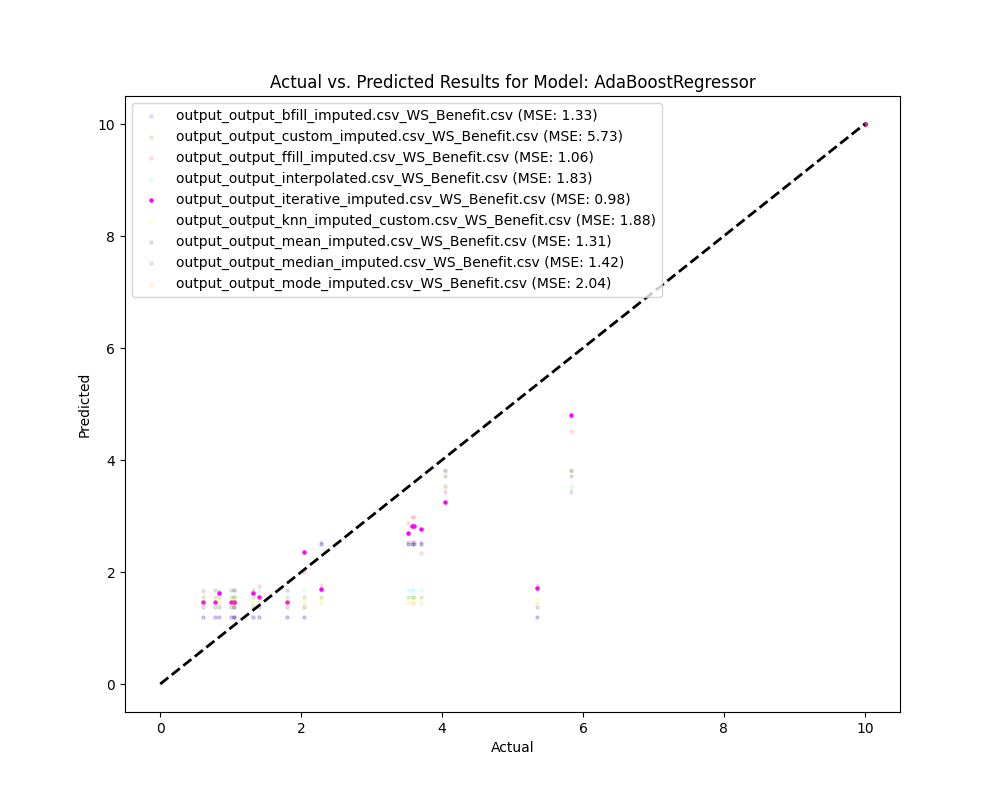 Actual vs. Predicted Results for Model: AdaBoostRegressor
output_output_bfill_imputed.csv_WS_Benefit.csv (MSE: 1.33)
output_output_custom_imputed.csv_WS_Benefit.csv (MSE: 5.73)
output_output_ffill_imputed.csv_WS_Benefit.csv (MSE: 1.06)
output_output_interpolated.csv_WS_Benefit.csv (MSE: 1.83)
output_output_iterative_imputed.csv_WS_Benefit.csv (MSE: 0.98)
output_output_knn_imputed_custom.csv_WS_Benefit.csv (MSE: 1.88)
output_output_mean_imputed.csv_WS_Benefit.csv (MSE: 1.31)
output_output_median_imputed.csv_WS_Benefit.csv (MSE: 1.42)
output_output_mode_imputed.csv_WS_Benefit.csv (MSE: 2.04)
10
8
6
4
2
0
Predicted
0 2 4 6 8 10
Actual